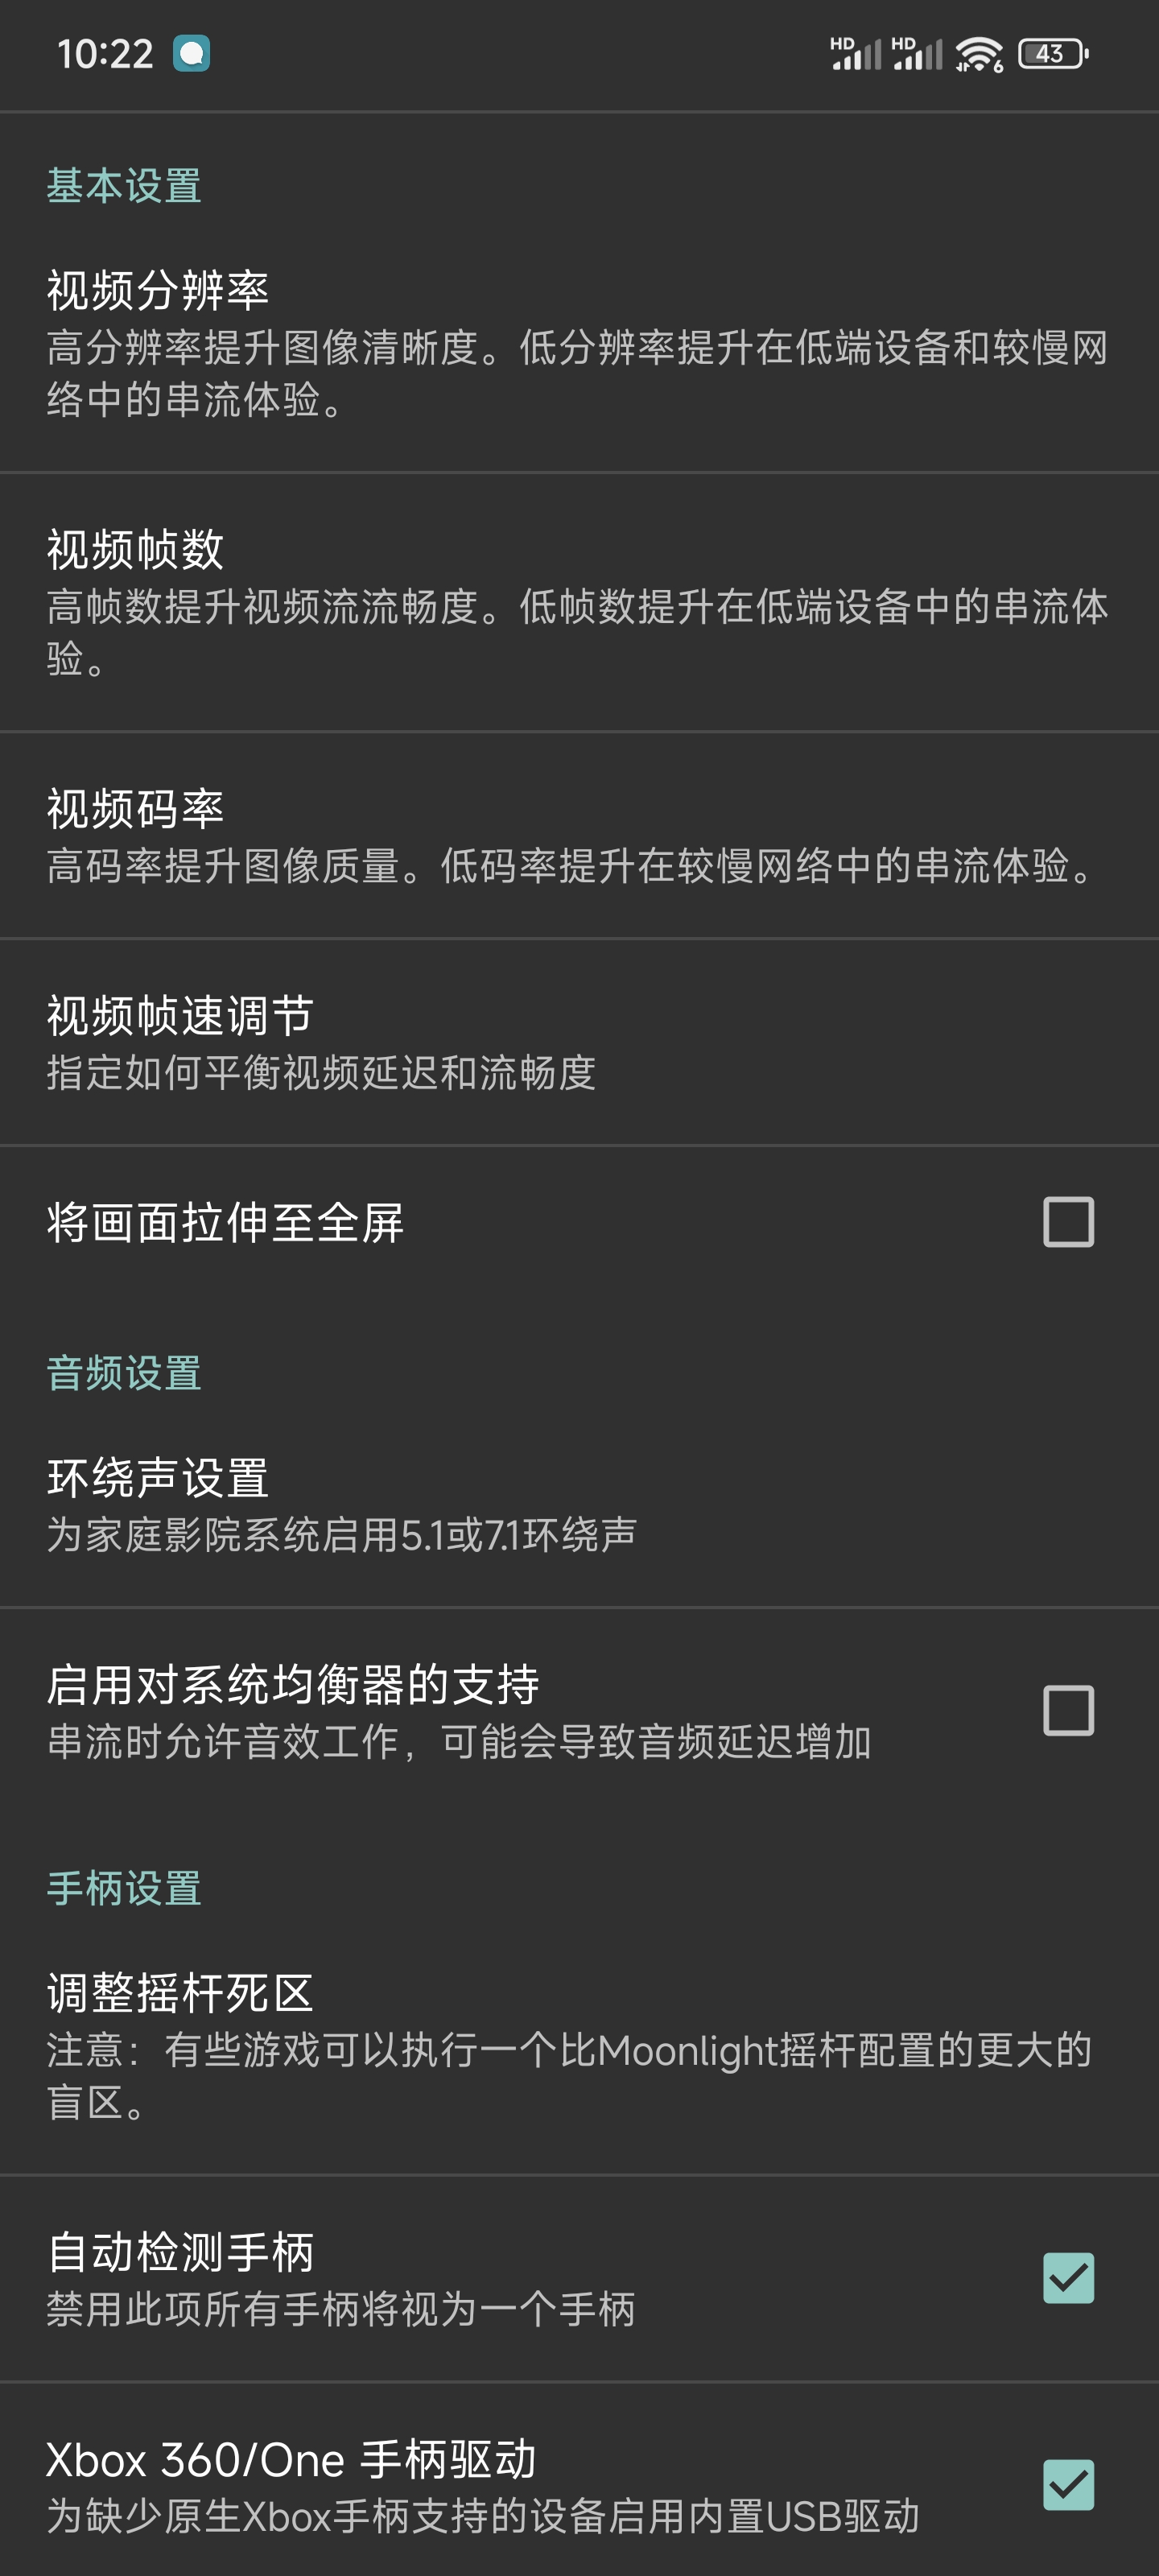 10:22 HD HD 6 43
基本设置
视频分辨率
高分辨率提升图像清晰度。低分辨率提升在低端设备和较慢网
络中的串流体验。
视频帧数
高帧数提升视频流流畅度。低帧数提升在低端设备中的串流体
验。
视频码率
高码率提升图像质量。低码率提升在较慢网络中的串流体验。
视频帧速调节
指定如何平衡视频延迟和流畅度
将画面拉伸至全屏
音频设置
环绕声设置
为家庭影院系统启用5.1或7.1环绕声
启用对系统均衡器的支持
串流时允许音效工作，可能会导致音频延迟增加
手柄设置
调整摇杆死区
注意：有些游戏可以执行一个比Moonlight摇杆配置的更大的
盲区。
自动检测手柄
禁用此项所有手柄将视为一个手柄
Xbox 360/One 手柄驱动
为缺少原生Xbox手柄支持的设备启用内置USB驱动